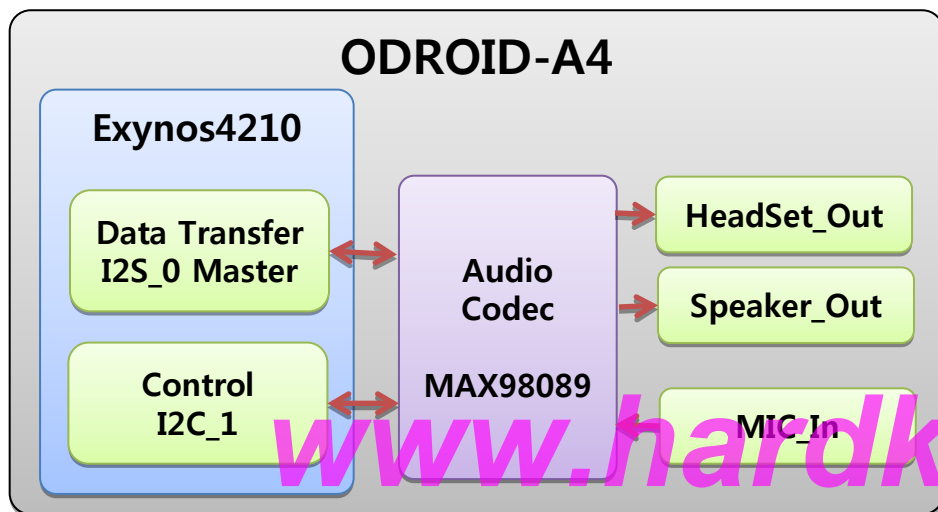 ODROID-A4
Exynos4210
Data Transfer
I2S_0 Master
Control
I2C_1
Audio
Codec
MAX98089
HeadSet_Out
Speaker_Out
MIC_In
www.hardk